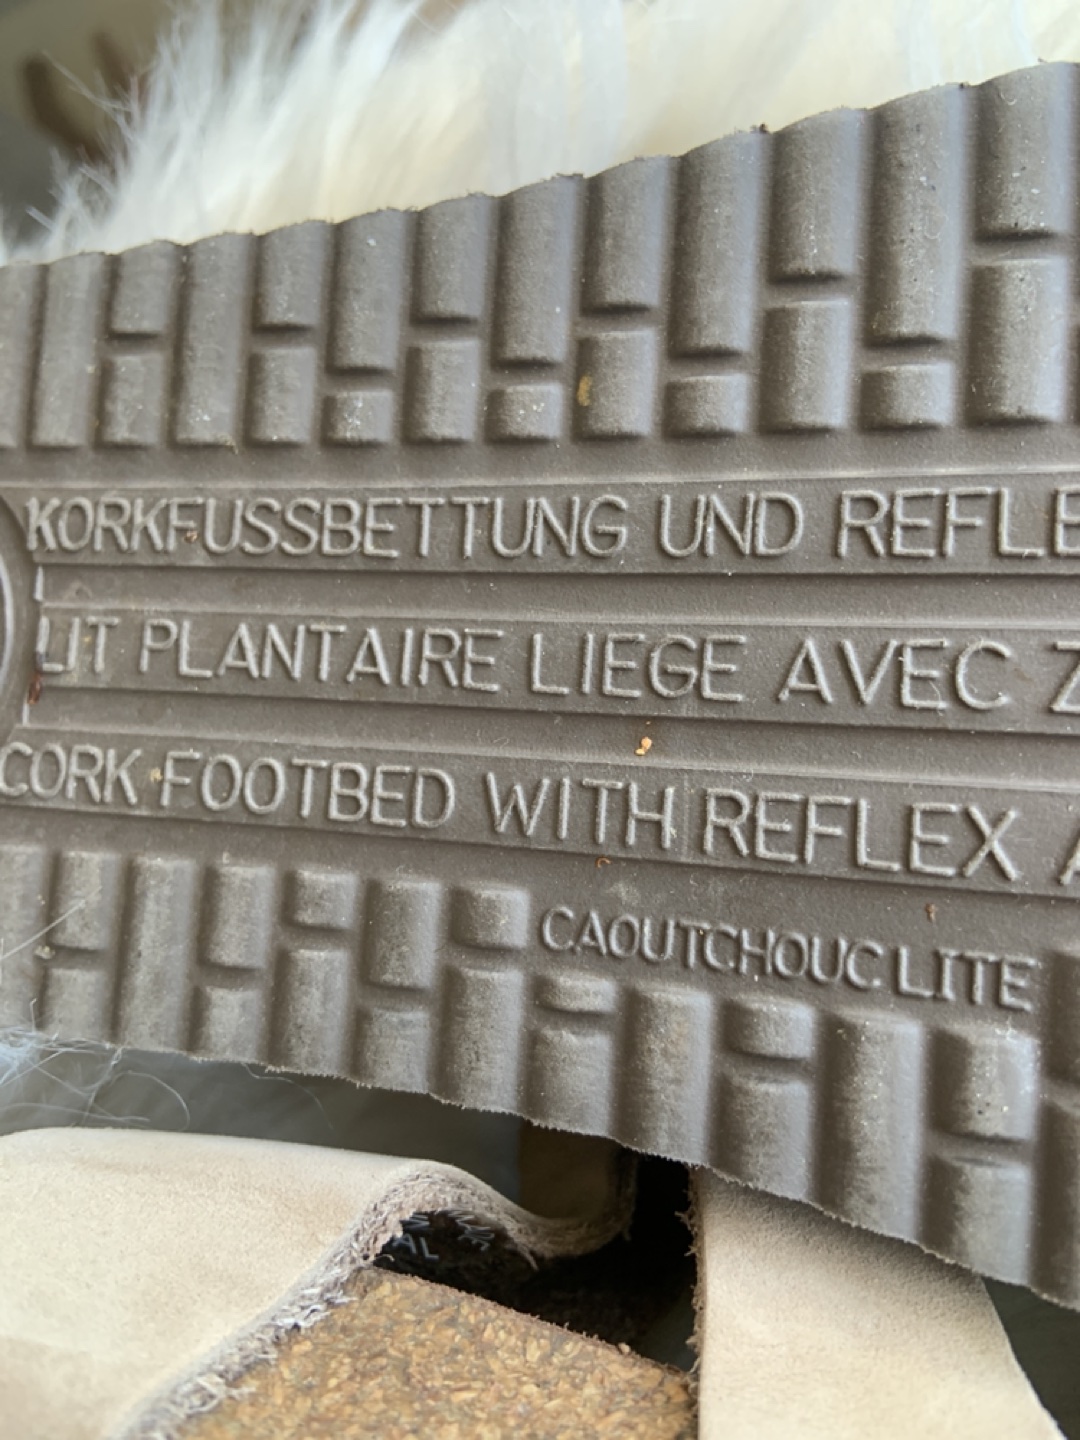 KORKFUSSBETTUNG UND REFLE
LIT PLANTAIRE LIEGE AVEC Z
CORK FOOTBED WITH REFLEX A
CAOUTCHOUC LITE